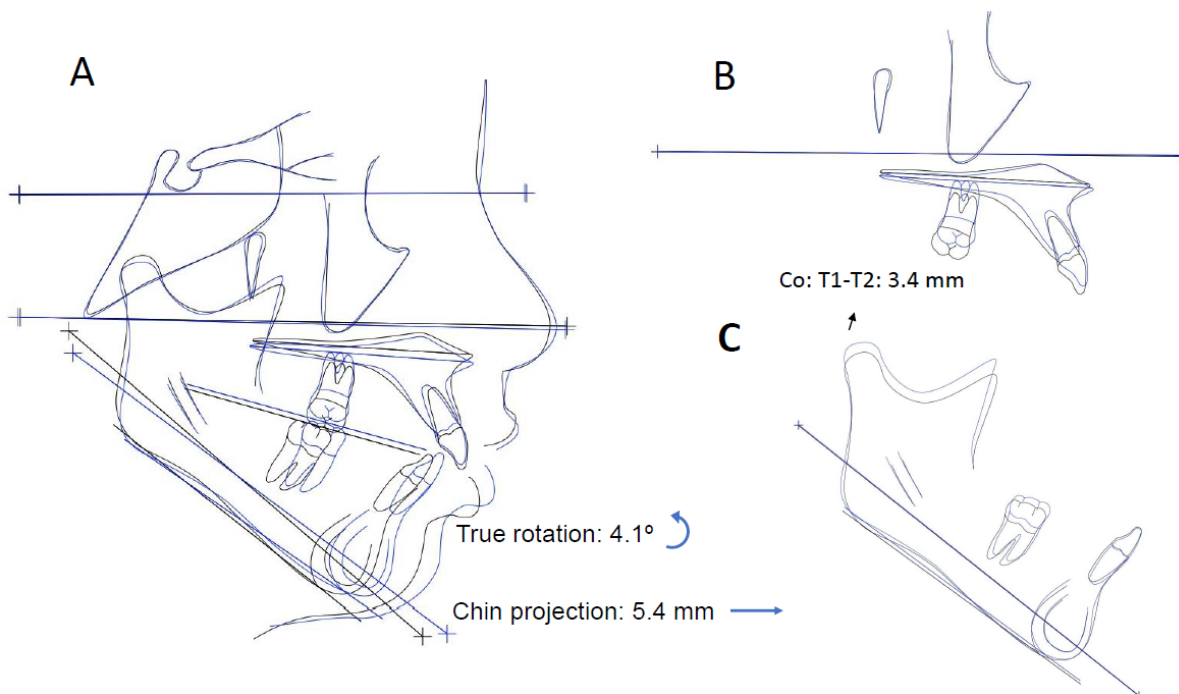 A
B
Co: T1-T2: 3.4 mm
C
True rotation: 4.1º
Chin projection: 5.4 mm